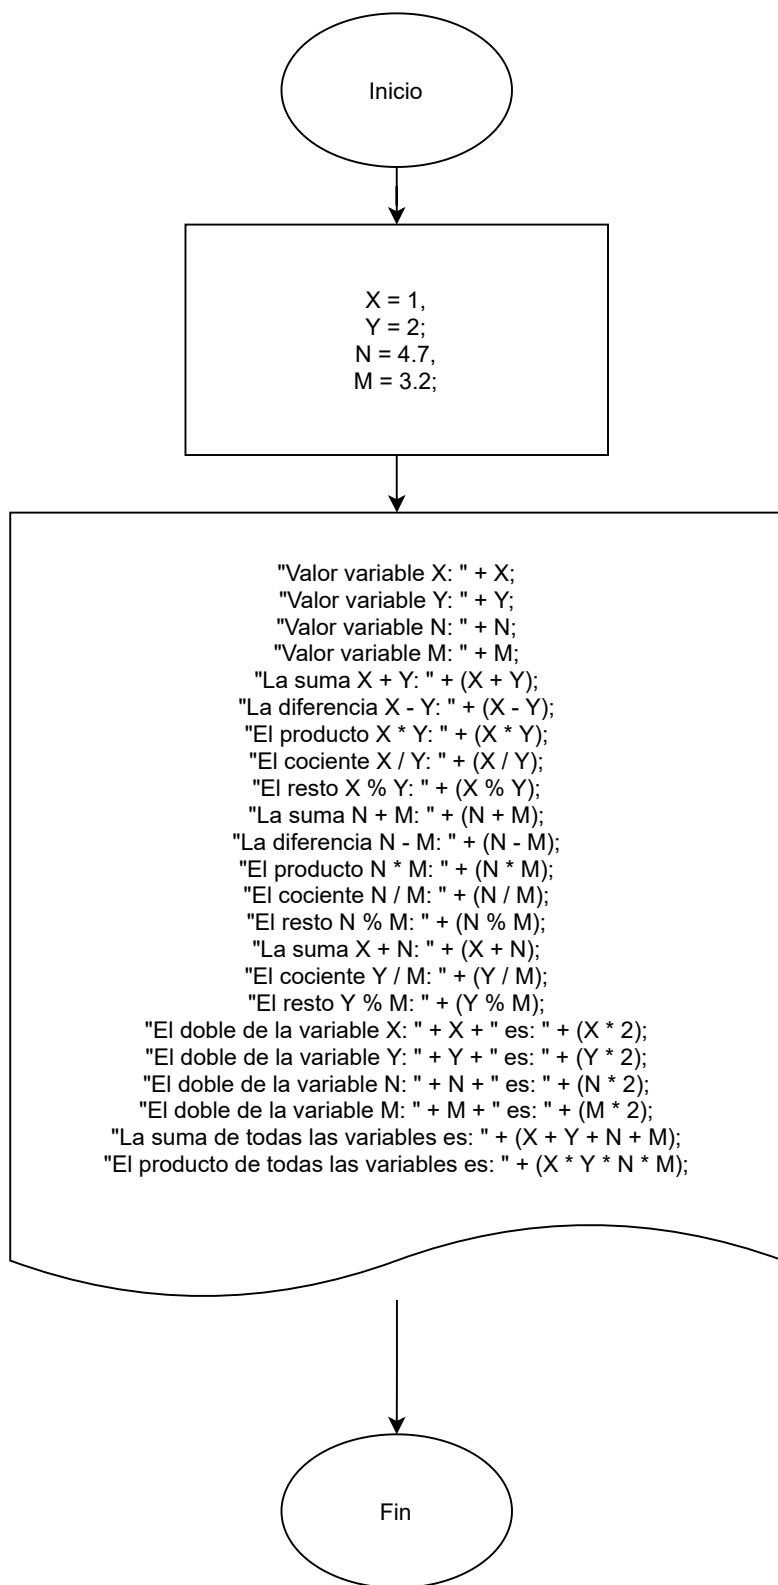 Inicio
X = 1,
Y = 2;
N = 4.7,
M = 3.2;
"Valor variable X: " + X;
"Valor variable Y: " + Y;
"Valor variable N: " + N;
"Valor variable M: " + M;
"La suma X + Y: " + (X + Y);
"La diferencia X - Y: " + (X - Y);
"El producto X * Y: " + (X * Y);
"El cociente X / Y: " + (X / Y);
"El resto X % Y: " + (X % Y);
"La suma N + M: " + (N + M);
"La diferencia N - M: " + (N - M);
"El producto N * M: " + (N * M);
"El cociente N / M: " + (N / M);
"El resto N % M: " + (N % M);
"La suma X + N: " + (X + N);
"El cociente Y / M: " + (Y / M);
"El resto Y % M: " + (Y % M);
"El doble de la variable X: " + X + " es: " + (X * 2);
"El doble de la variable Y: " + Y + " es: " + (Y * 2);
"El doble de la variable N: " + N + " es: " + (N * 2);
"El doble de la variable M: " + M + " es: " + (M * 2);
"La suma de todas las variables es: " + (X + Y + N + M);
"El producto de todas las variables es: " + (X * Y * N * M);
Fin